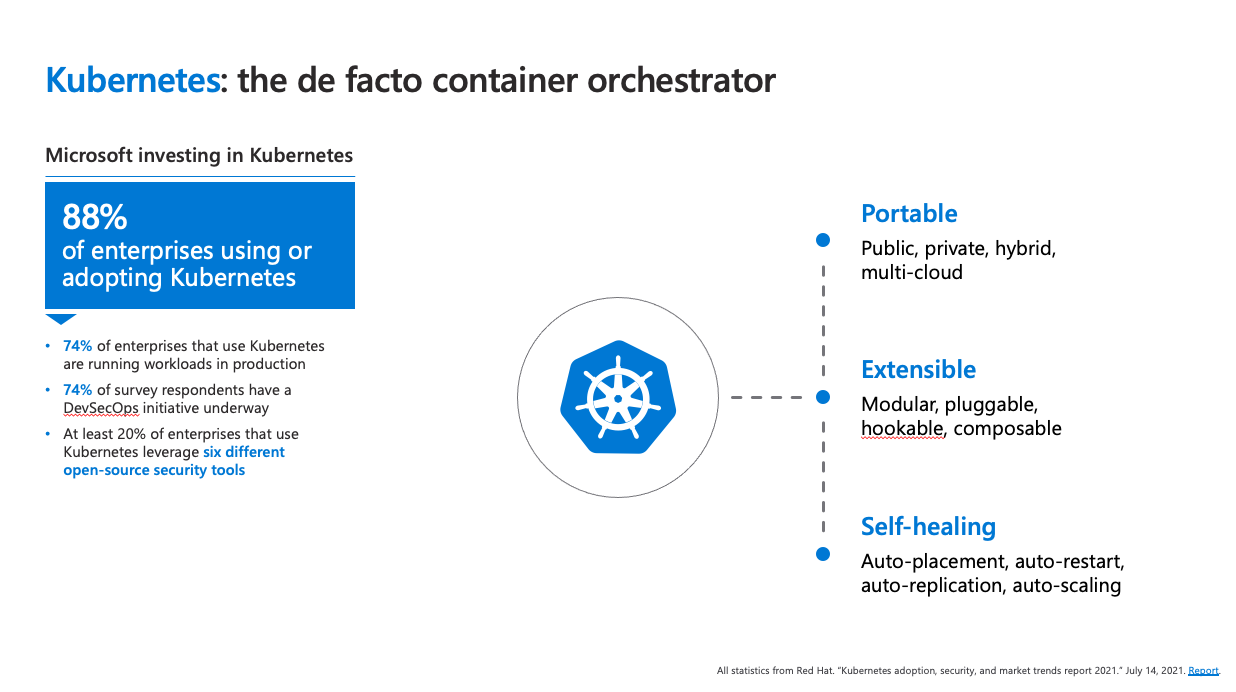 Kubernetes: the de facto container orchestrator
Microsoft investing in Kubernetes
88%
of enterprises using or
adopting Kubernetes
• 74% of enterprises that use Kubernetes
are running workloads in production
• 74% of survey respondents have a
DevSecOps initiative underway
• At least 20% of enterprises that use
Kubernetes leverage six different
open-source security tools
Portable
Public, private, hybrid,
multi-cloud
Extensible
Modular, pluggable,
hookable, composable
Self-healing
Auto-placement, auto-restart,
auto-replication, auto-scaling
All statistics from Red Hat. “Kubernetes adoption, security, and market trends report 2021.” July 14, 2021. Report.